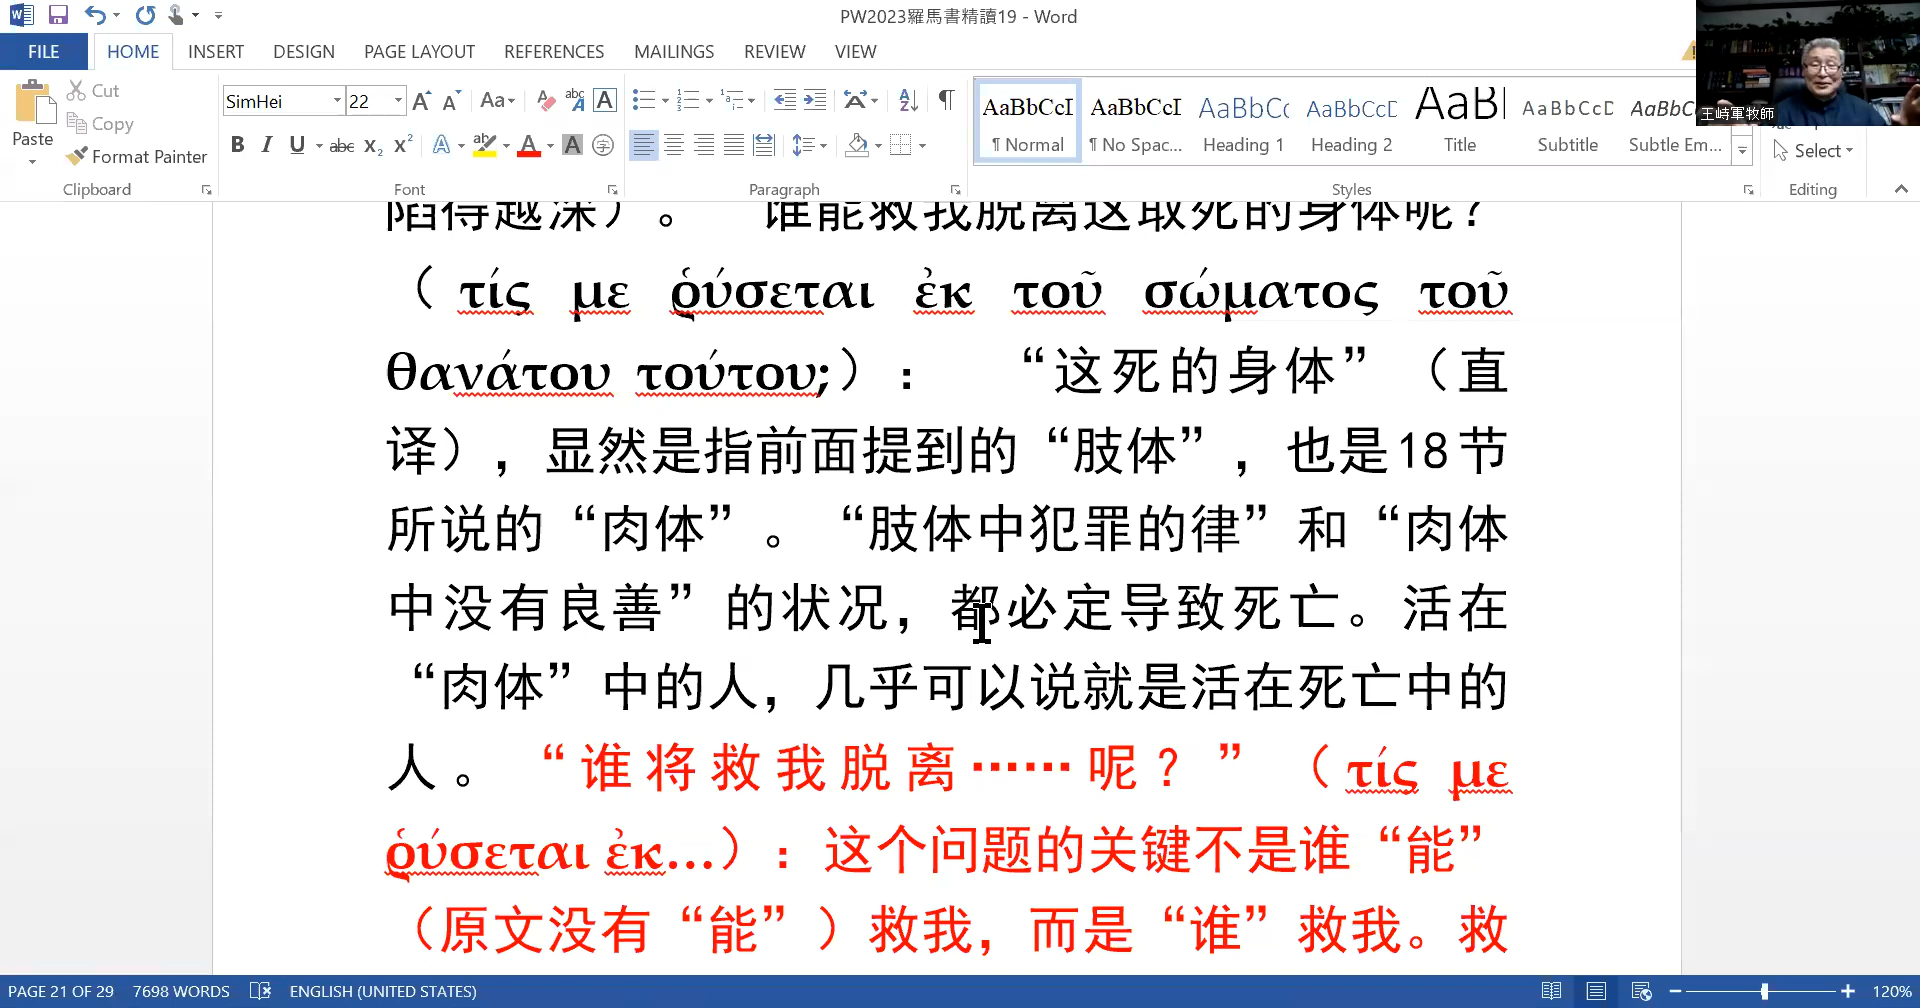 PW2023羅馬書精讀19 - Word
FILE HOME INSERT DESIGN PAGE LAYOUT REFERENCES MAILINGS REVIEW VIEW
王峙軍牧師
Cut
Copy
Format Painter
Paste
Clipboard
SimHei 22
Font
Paragraph
AaBbCcI AaBbCcI AaBbCc AaBbCcD AaBl AaBbCcD AaBbCc
¶ Normal ¶ No Spac... Heading 1 Heading 2 Title Subtitle Subtle Em...
Styles
Select
Editing
陷得越深）。 谁能救我脱离这取死的身体呢？
（τίς με ῥύσεται ἐκ τοῦ σώματος τοῦ
θανάτου τούτου;）： “这死的身体”（直
译），显然是指前面提到的“肢体”，也是18节
所说的“肉体”。“肢体中犯罪的律”和“肉体
中没有良善”的状况，都必定导致死亡。活在
“肉体”中的人，几乎可以说就是活在死亡中的
人。“谁将救我脱离……呢？”（τίς με
ῥύσεται ἐκ…）：这个问题的关键不是谁“能”
（原文没有“能”）救我，而是“谁”救我。救
PAGE 21 OF 29 7698 WORDS ENGLISH (UNITED STATES) 120%